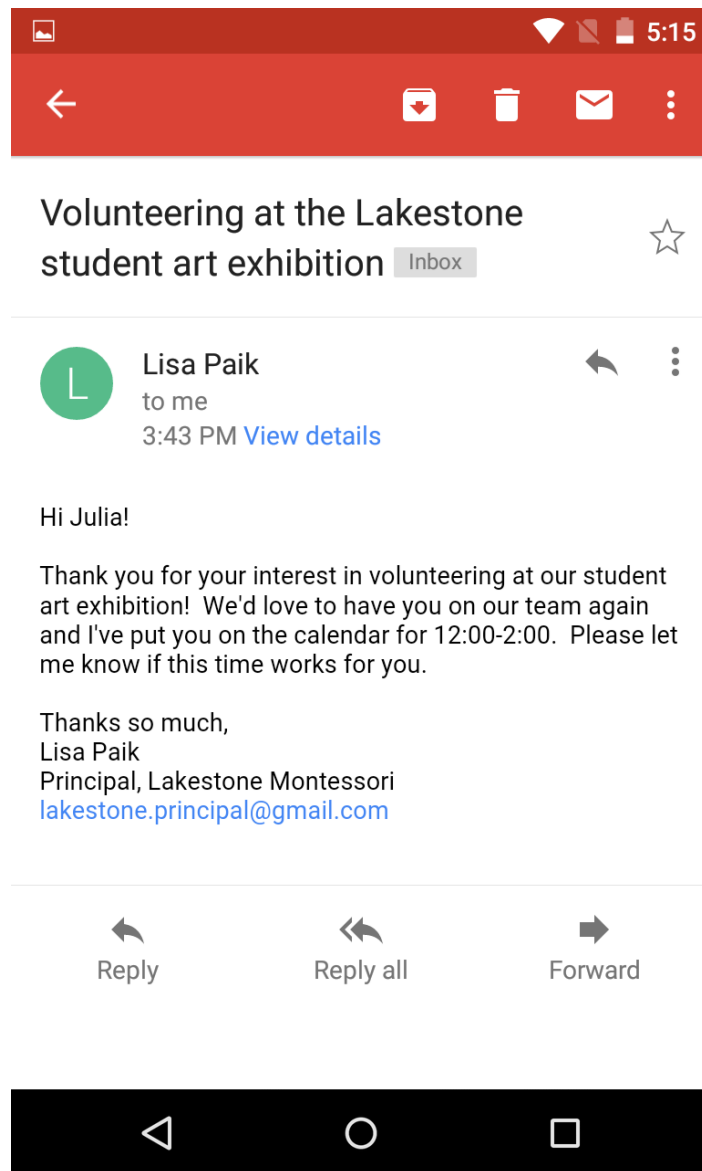 5:15
Volunteering at the Lakestone
student art exhibition Inbox
L
Lisa Paik
to me
3:43 PM View details
Hi Julia!
Thank you for your interest in volunteering at our student
art exhibition!  We'd love to have you on our team again
and I've put you on the calendar for 12:00-2:00.  Please let
me know if this time works for you.
Thanks so much,
Lisa Paik
Principal, Lakestone Montessori
lakestone.principal@gmail.com
Reply Reply all Forward